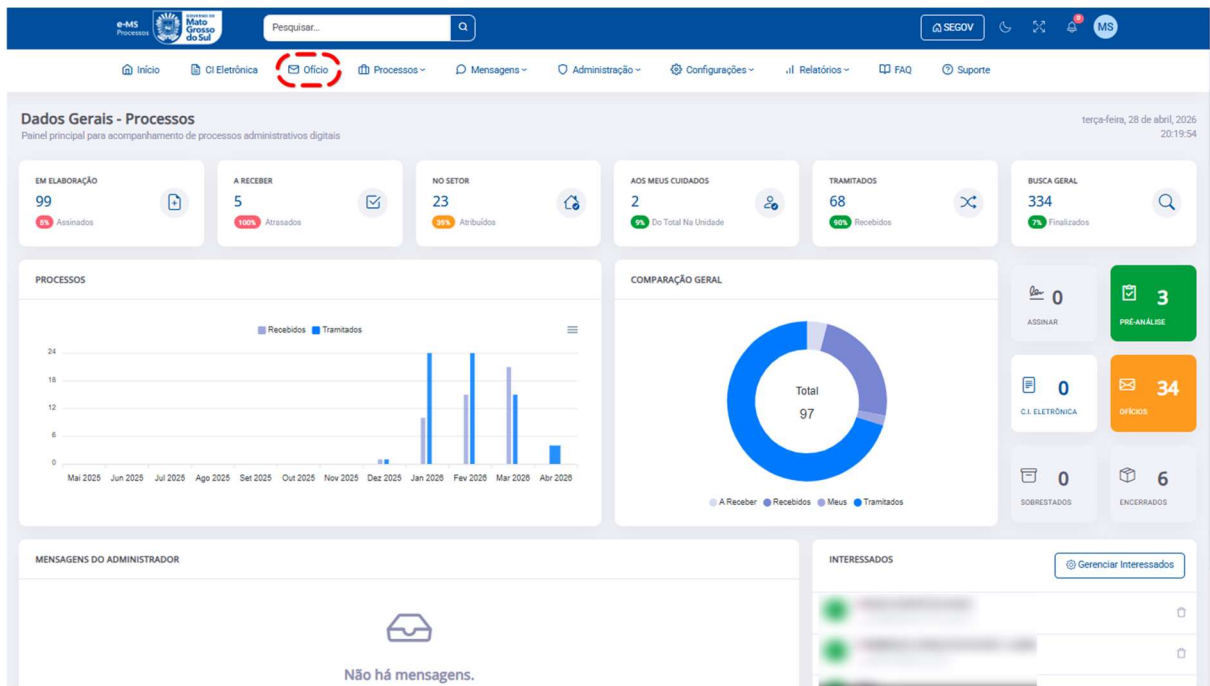 e-MS
Processos
GOVERNO DE
Mato
Grosso
do Sul
Pesquisar...
SEGOV
8
MS
Início
CI Eletrônica
Ofício
Processos
Mensagens
Administração
Configurações
Relatórios
FAQ
Suporte
Dados Gerais - Processos
Painel principal para acompanhamento de processos administrativos digitais
terça-feira, 28 de abril, 2026
20:19:54
EM ELABORAÇÃO
99
5% Assinados
A RECEBER
5
100% Atrasados
NO SETOR
23
39% Atribuídos
AOS MEUS CUIDADOS
2
9% Do Total Na Unidade
TRAMITADOS
68
90% Recebidos
BUSCA GERAL
334
7% Finalizados
PROCESSOS
Recebidos Tramitados
24
18
12
6
0
Mai 2025 Jun 2025 Jul 2025 Ago 2025 Set 2025 Out 2025 Nov 2025 Dez 2025 Jan 2026 Fev 2026 Mar 2026 Abr 2026
COMPARAÇÃO GERAL
Total
97
A Receber Recebidos Meus Tramitados
0
ASSINAR
3
PRÉ-ANÁLISE
0
C.I. ELETRÔNICA
34
OFÍCIOS
0
SOBRESTADOS
6
ENCERRADOS
MENSAGENS DO ADMINISTRADOR
Não há mensagens.
INTERESSADOS
Gerenciar Interessados